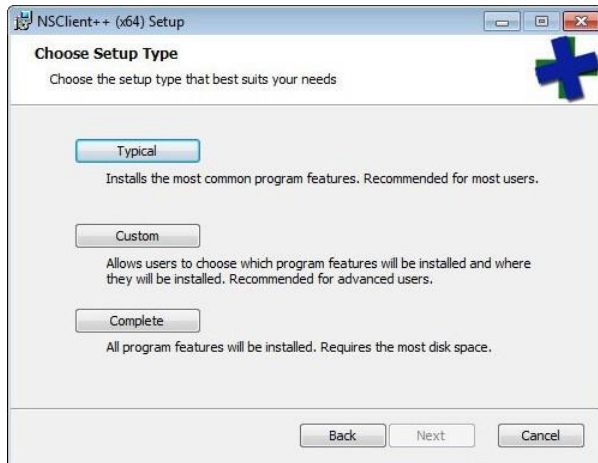 NSClient++ (x64) Setup
Choose Setup Type
Choose the setup type that best suits your needs
Typical
Installs the most common program features. Recommended for most users.
Custom
Allows users to choose which program features will be installed and where
they will be installed. Recommended for advanced users.
Complete
All program features will be installed. Requires the most disk space.
Back Next Cancel